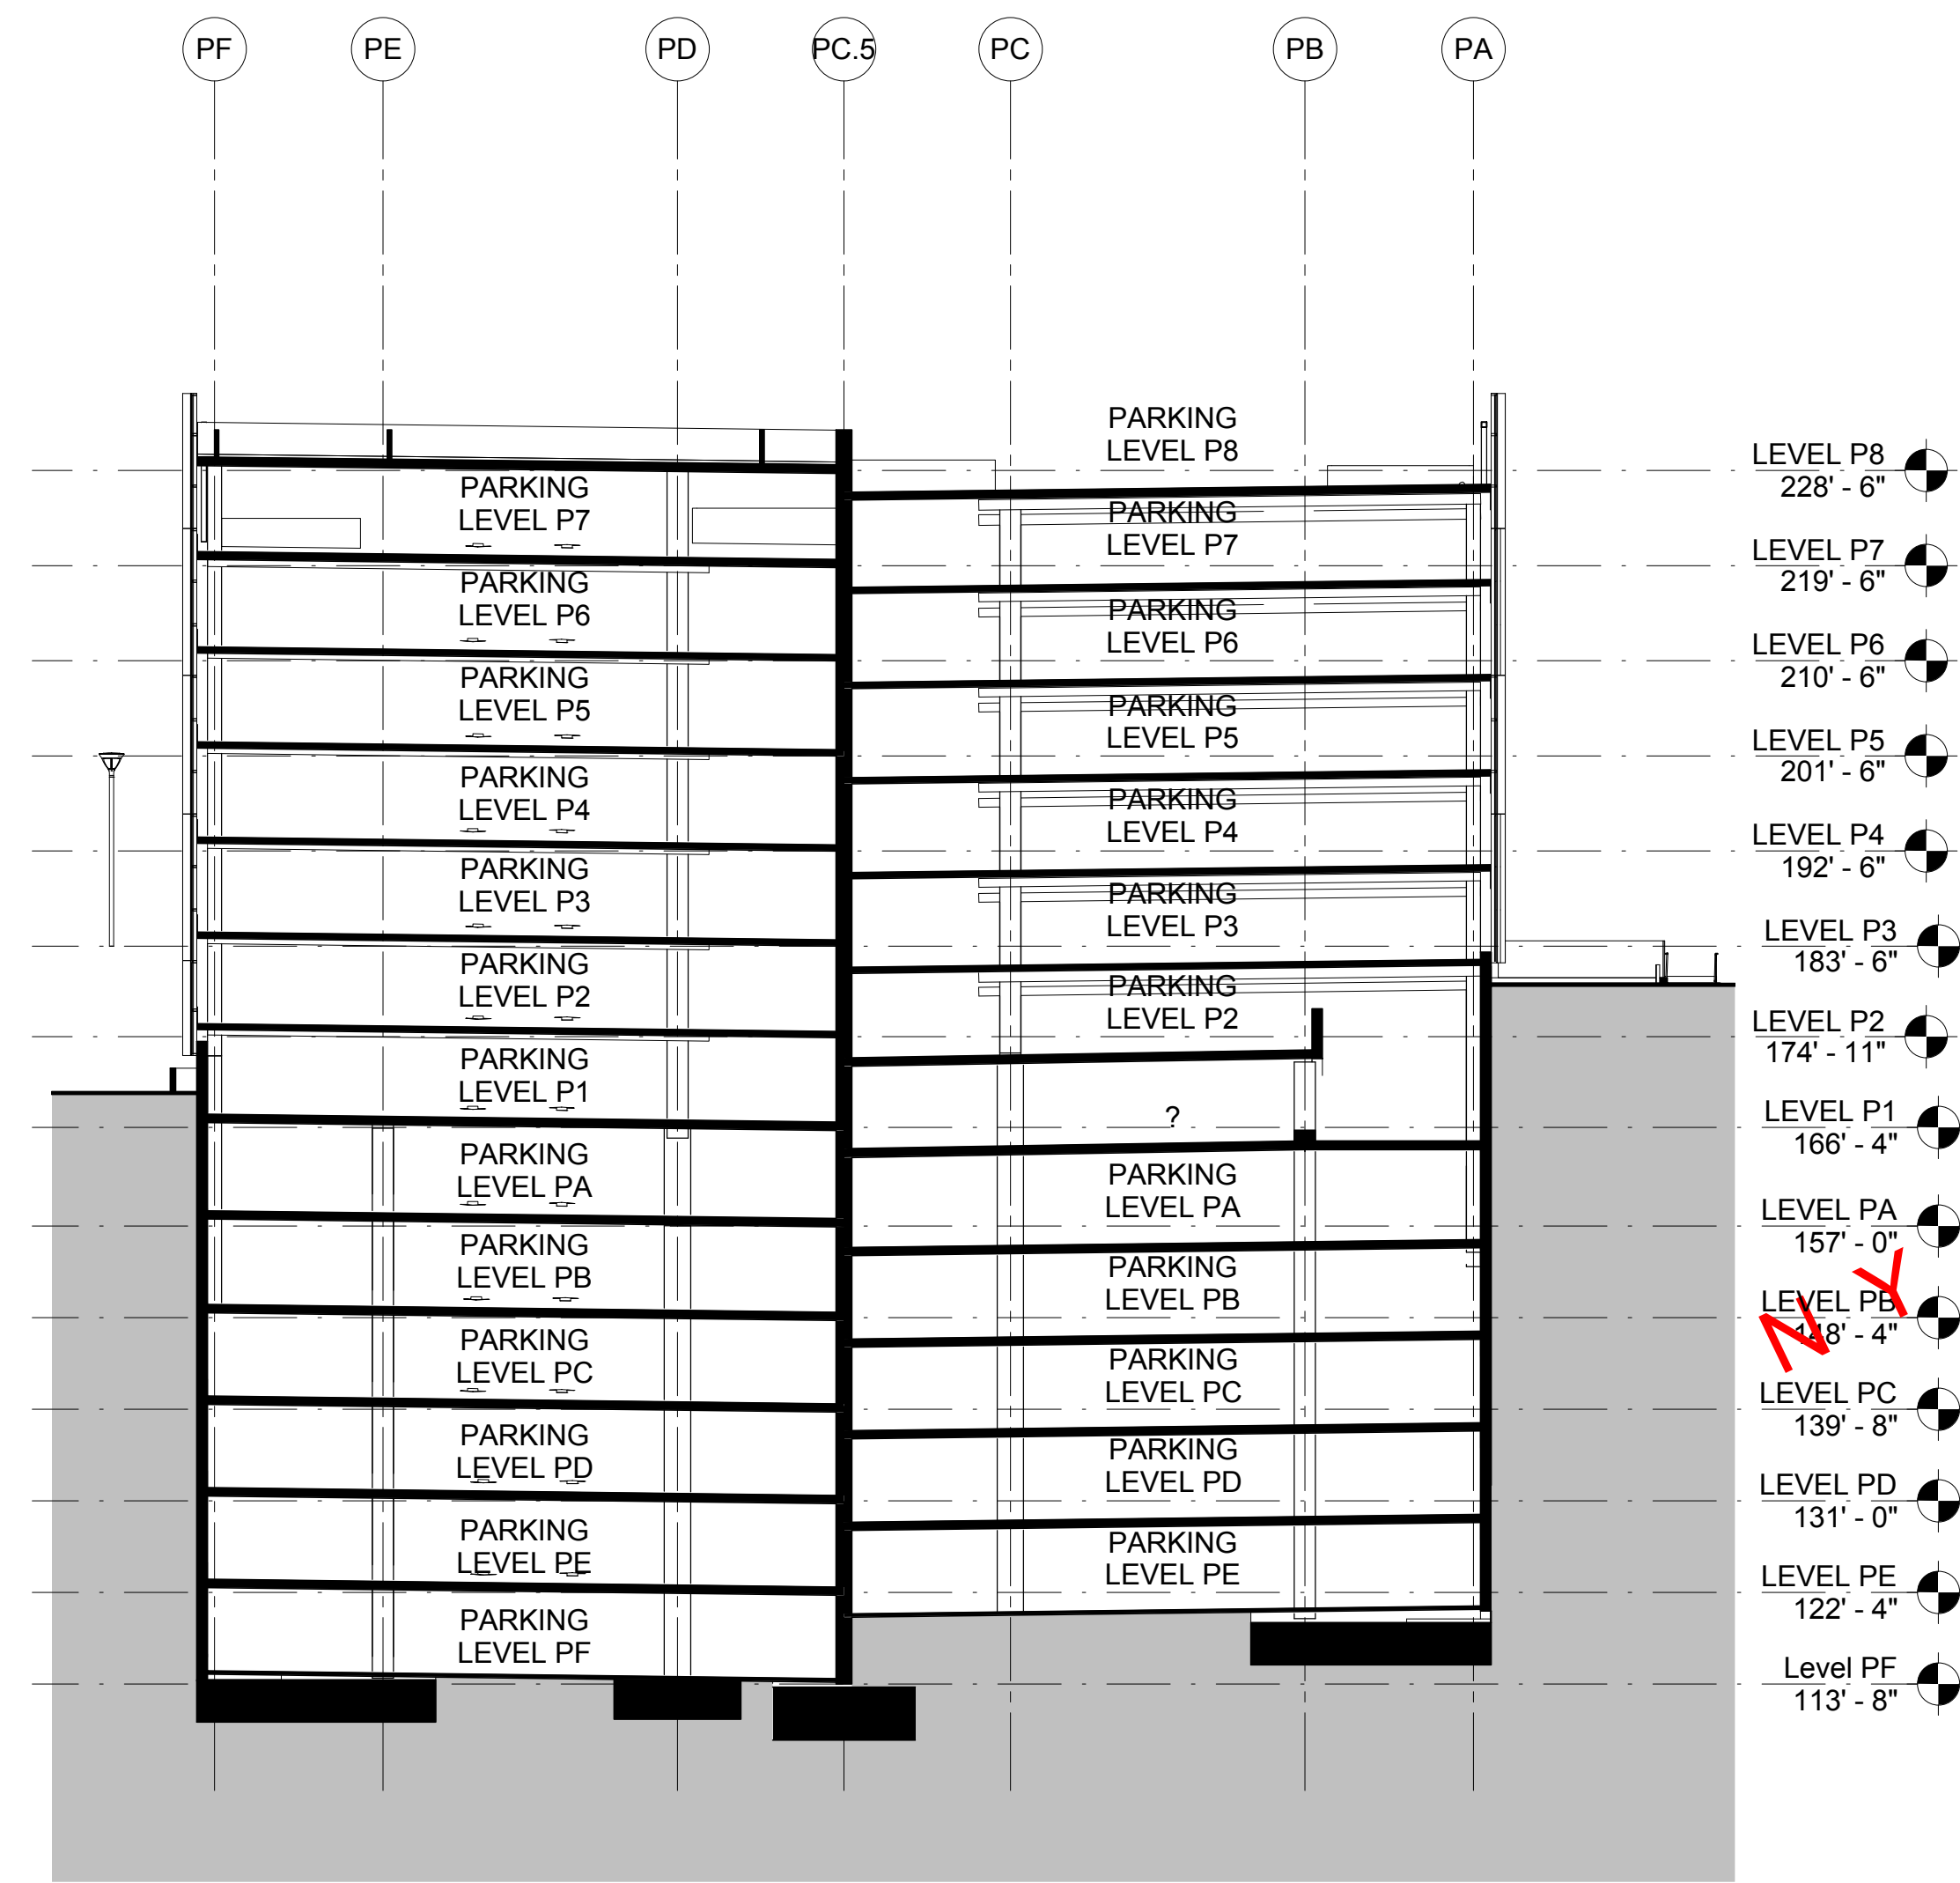 PF PE PD PC.5 PC PB PA
PARKING
LEVEL P8
LEVEL P8
228' - 6"
PARKING
LEVEL P7
PARKING
LEVEL P7
LEVEL P7
219' - 6"
PARKING
LEVEL P6
PARKING
LEVEL P6
LEVEL P6
210' - 6"
PARKING
LEVEL P5
PARKING
LEVEL P5
LEVEL P5
201' - 6"
PARKING
LEVEL P4
PARKING
LEVEL P4
LEVEL P4
192' - 6"
PARKING
LEVEL P3
PARKING
LEVEL P3
LEVEL P3
183' - 6"
PARKING
LEVEL P2
PARKING
LEVEL P2
LEVEL P2
174' - 11"
PARKING
LEVEL P1
?
LEVEL P1
166' - 4"
PARKING
LEVEL PA
PARKING
LEVEL PA
LEVEL PA
157' - 0"
PARKING
LEVEL PB
PARKING
LEVEL PB
LEVEL PB
148' - 4"
N Y
PARKING
LEVEL PC
PARKING
LEVEL PC
LEVEL PC
139' - 8"
PARKING
LEVEL PD
PARKING
LEVEL PD
LEVEL PD
131' - 0"
PARKING
LEVEL PE
PARKING
LEVEL PE
LEVEL PE
122' - 4"
PARKING
LEVEL PF
Level PF
113' - 8"